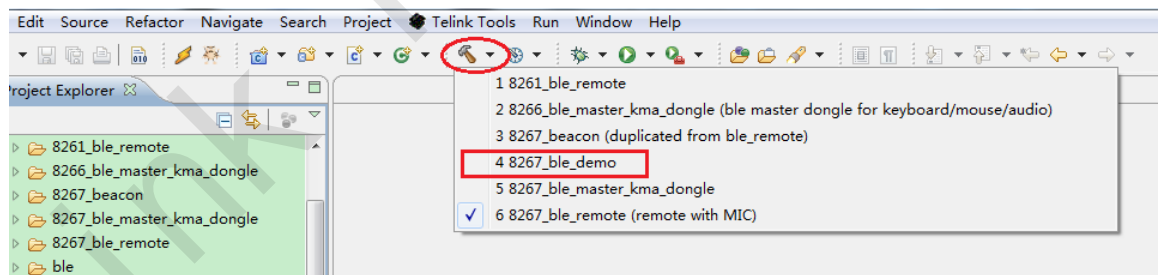 Edit Source Refactor Navigate Search Project Telink Tools Run Window Help
010
Project Explorer
1 8261_ble_remote
2 8266_ble_master_kma_dongle (ble master dongle for keyboard/mouse/audio)
3 8267_beacon (duplicated from ble_remote)
4 8267_ble_demo
5 8267_ble_master_kma_dongle
6 8267_ble_remote (remote with MIC)
8261_ble_remote
8266_ble_master_kma_dongle
8267_beacon
8267_ble_master_kma_dongle
8267_ble_remote
ble